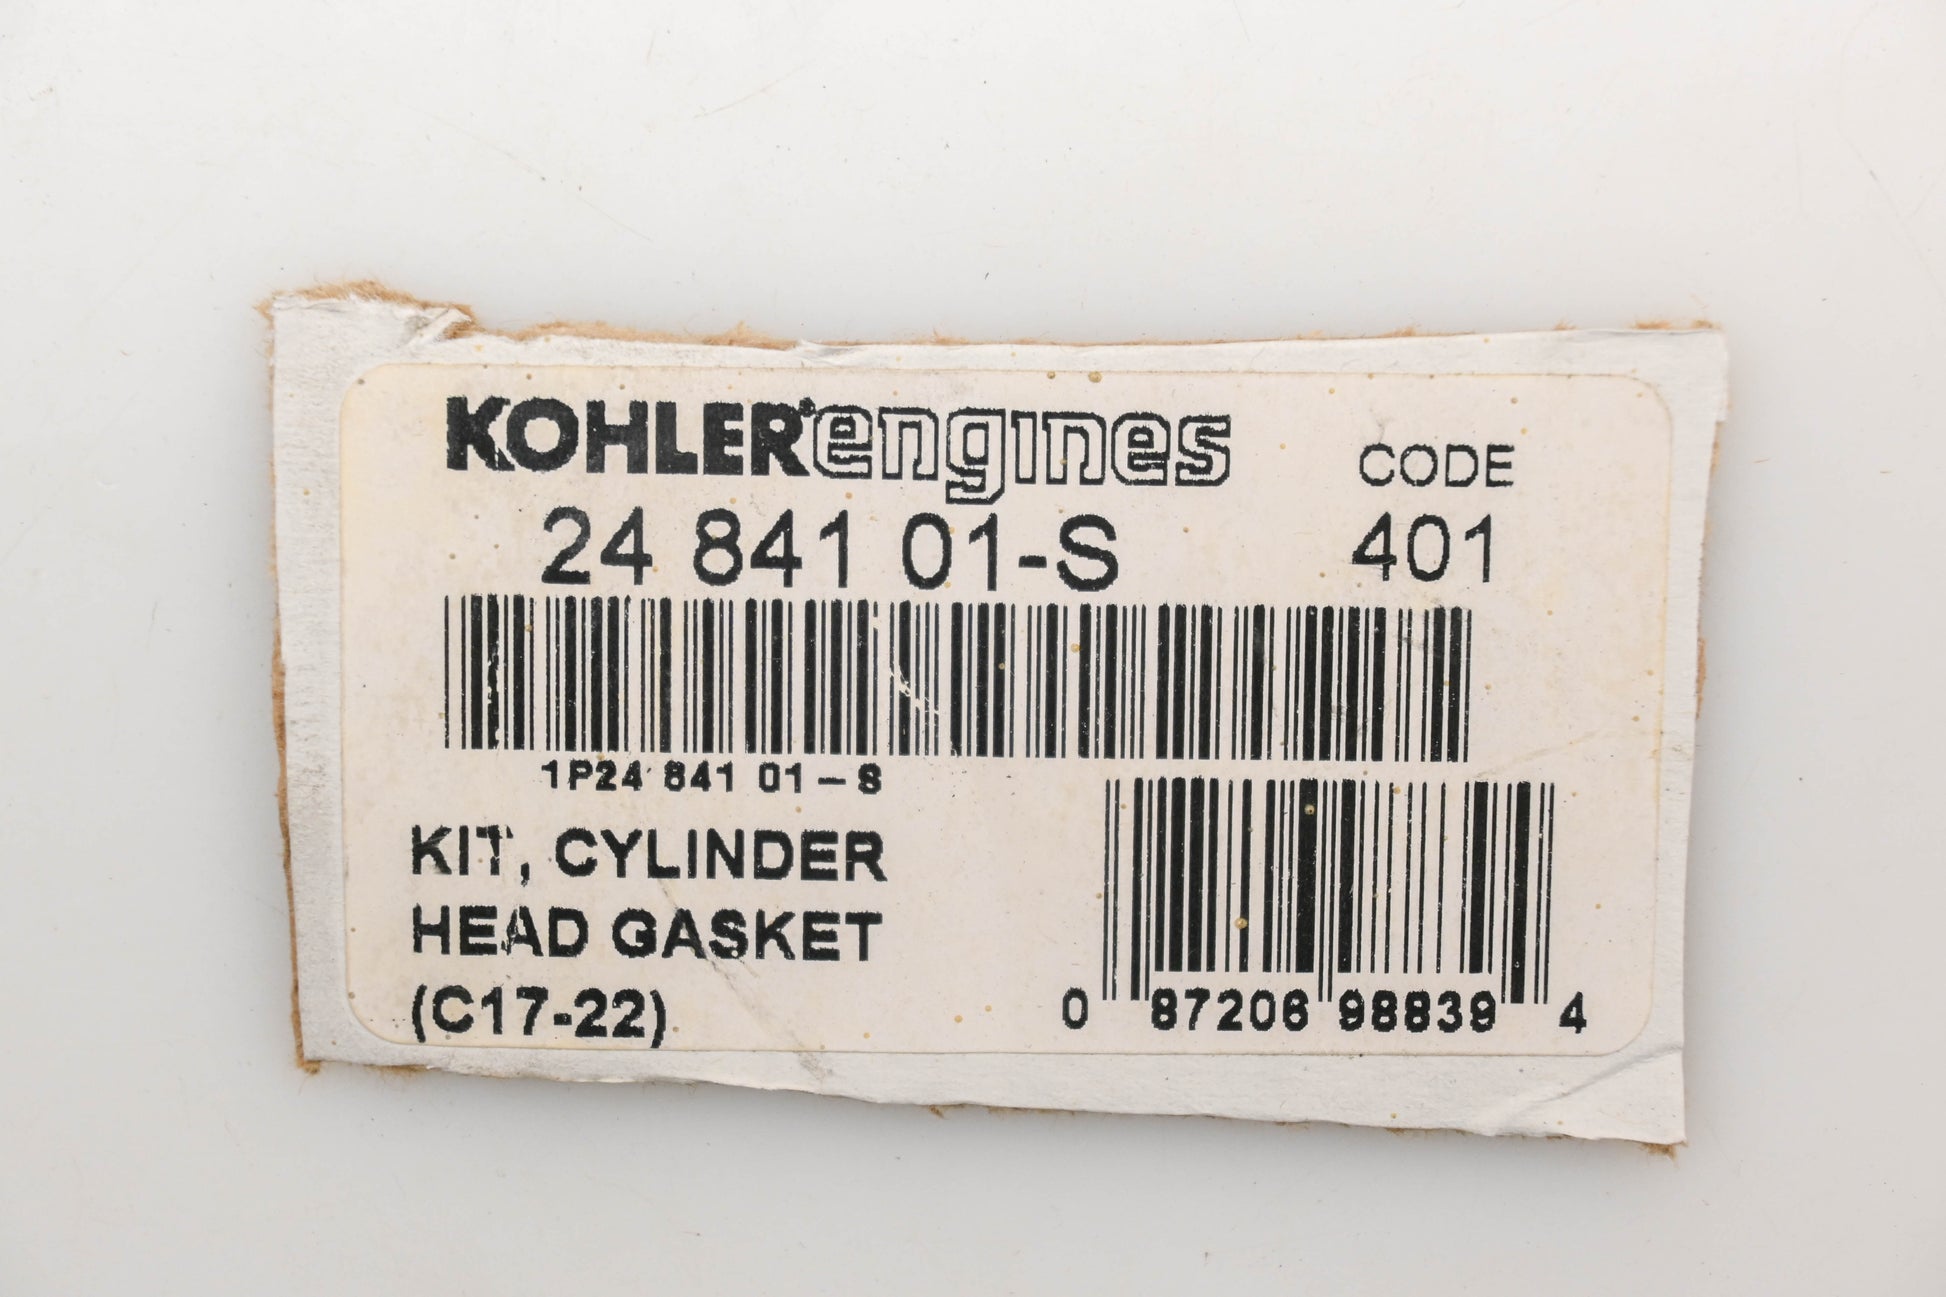 KOHLER® engines
CODE
24 841 01-S
401
1P24 841 01-S
KIT, CYLINDER
HEAD GASKET
(C17-22)
0 87206 98839 4